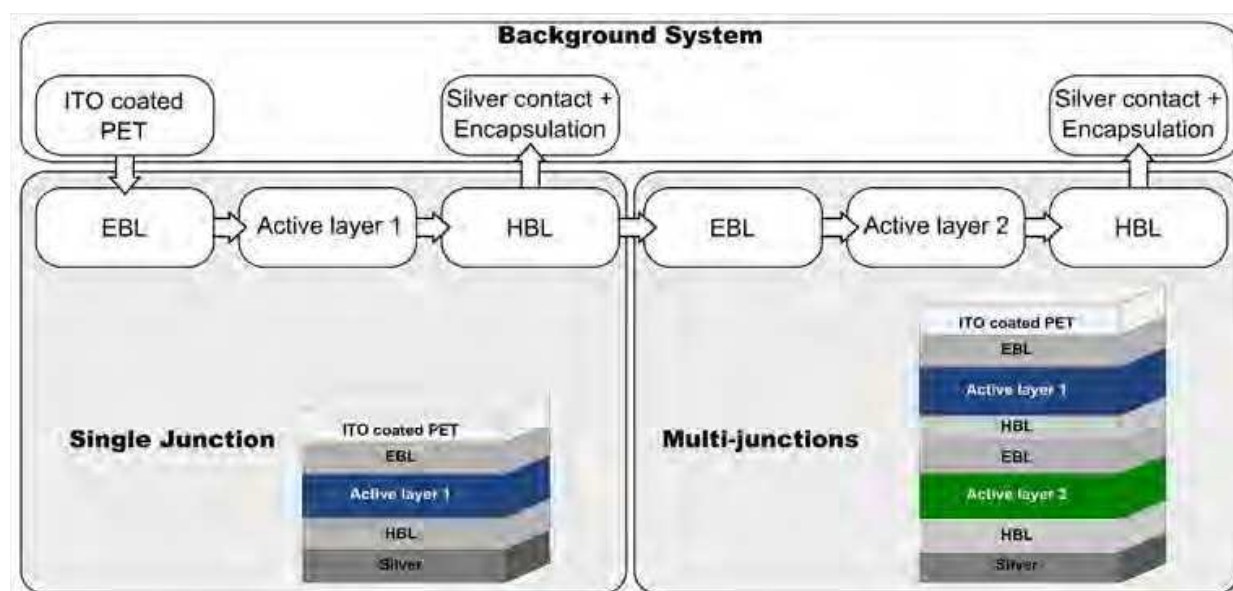 Background System
ITO coated
PET
Silver contact +
Encapsulation
Silver contact +
Encapsulation
EBL
Active layer 1
HBL
EBL
Active layer 2
HBL
Single Junction
ITO coated PET
EBL
Active layer 1
HBL
Silver
Multi-junctions
ITO coated PET
EBL
Active layer 1
HBL
EBL
Active layer 2
HBL
Silver